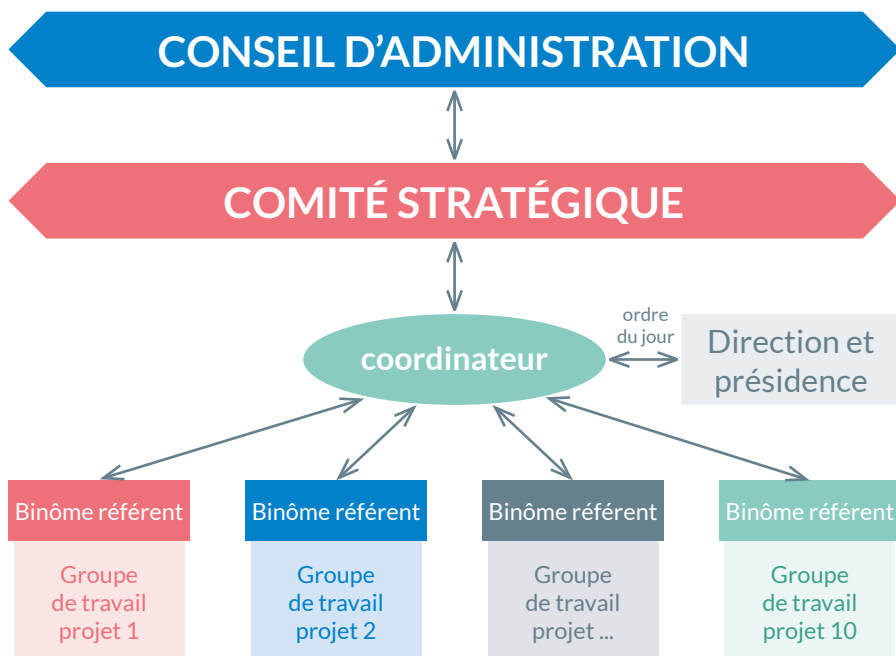 CONSEIL D’ADMINISTRATION
COMITÉ STRATÉGIQUE
coordinateur
ordre
du jour
Direction et
présidence
Binôme référent
Groupe
de travail
projet 1
Binôme référent
Groupe
de travail
projet 2
Binôme référent
Groupe
de travail
projet ...
Binôme référent
Groupe
de travail
projet 10